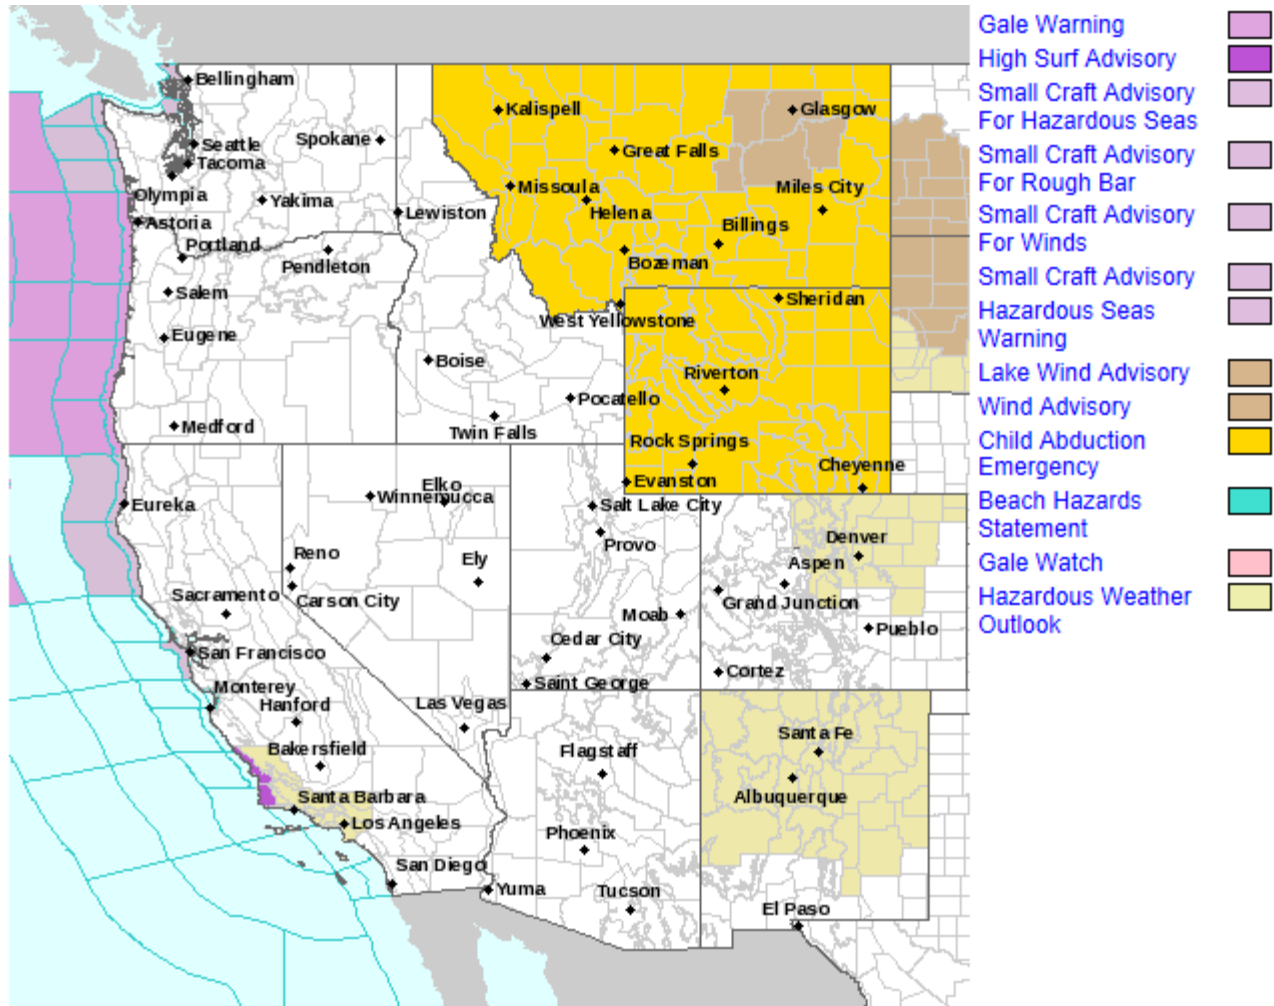 Gale Warning
High Surf Advisory
Small Craft Advisory
For Hazardous Seas
Small Craft Advisory
For Rough Bar
Small Craft Advisory
For Winds
Small Craft Advisory
Hazardous Seas
Warning
Lake Wind Advisory
Wind Advisory
Child Abduction
Emergency
Beach Hazards
Statement
Gale Watch
Hazardous Weather
Outlook
Bellingham
Seattle
Tacoma
Olympia
Astoria
Spokane
Yakima
Lewiston
Portland
Pendleton
Salem
Eugene
Medford
Kalispell
Great Falls
Glasgow
Missoula
Helena
Miles City
Billings
Bozeman
West Yellowstone
Sheridan
Boise
Pocatello
Twin Falls
Riverton
Rock Springs
Cheyenne
Evanston
Eureka
Elko
Winnemucca
Salt Lake City
Provo
Reno
Ely
Carson City
Sacramento
Denver
Aspen
Grand Junction
Moab
Pueblo
Cedar City
San Francisco
Saint George
Cortez
Monterey
Hanford
Las Vegas
Bakersfield
Flagstaff
Santa Fe
Albuquerque
Santa Barbara
Los Angeles
Phoenix
San Diego
Yuma
Tucson
El Paso